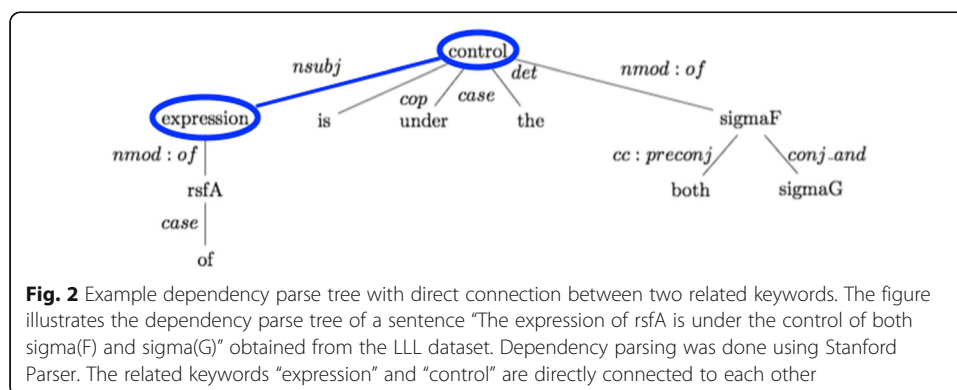 control
nsubj
det
nmod : of
cop
case
expression
is
under
the
sigmaF
nmod : of
cc : preconj
conj_and
rsfA
both
sigmaG
case
of
Fig. 2 Example dependency parse tree with direct connection between two related keywords. The figure
illustrates the dependency parse tree of a sentence “The expression of rsfA is under the control of both
sigma(F) and sigma(G)” obtained from the LLL dataset. Dependency parsing was done using Stanford
Parser. The related keywords “expression” and “control” are directly connected to each other